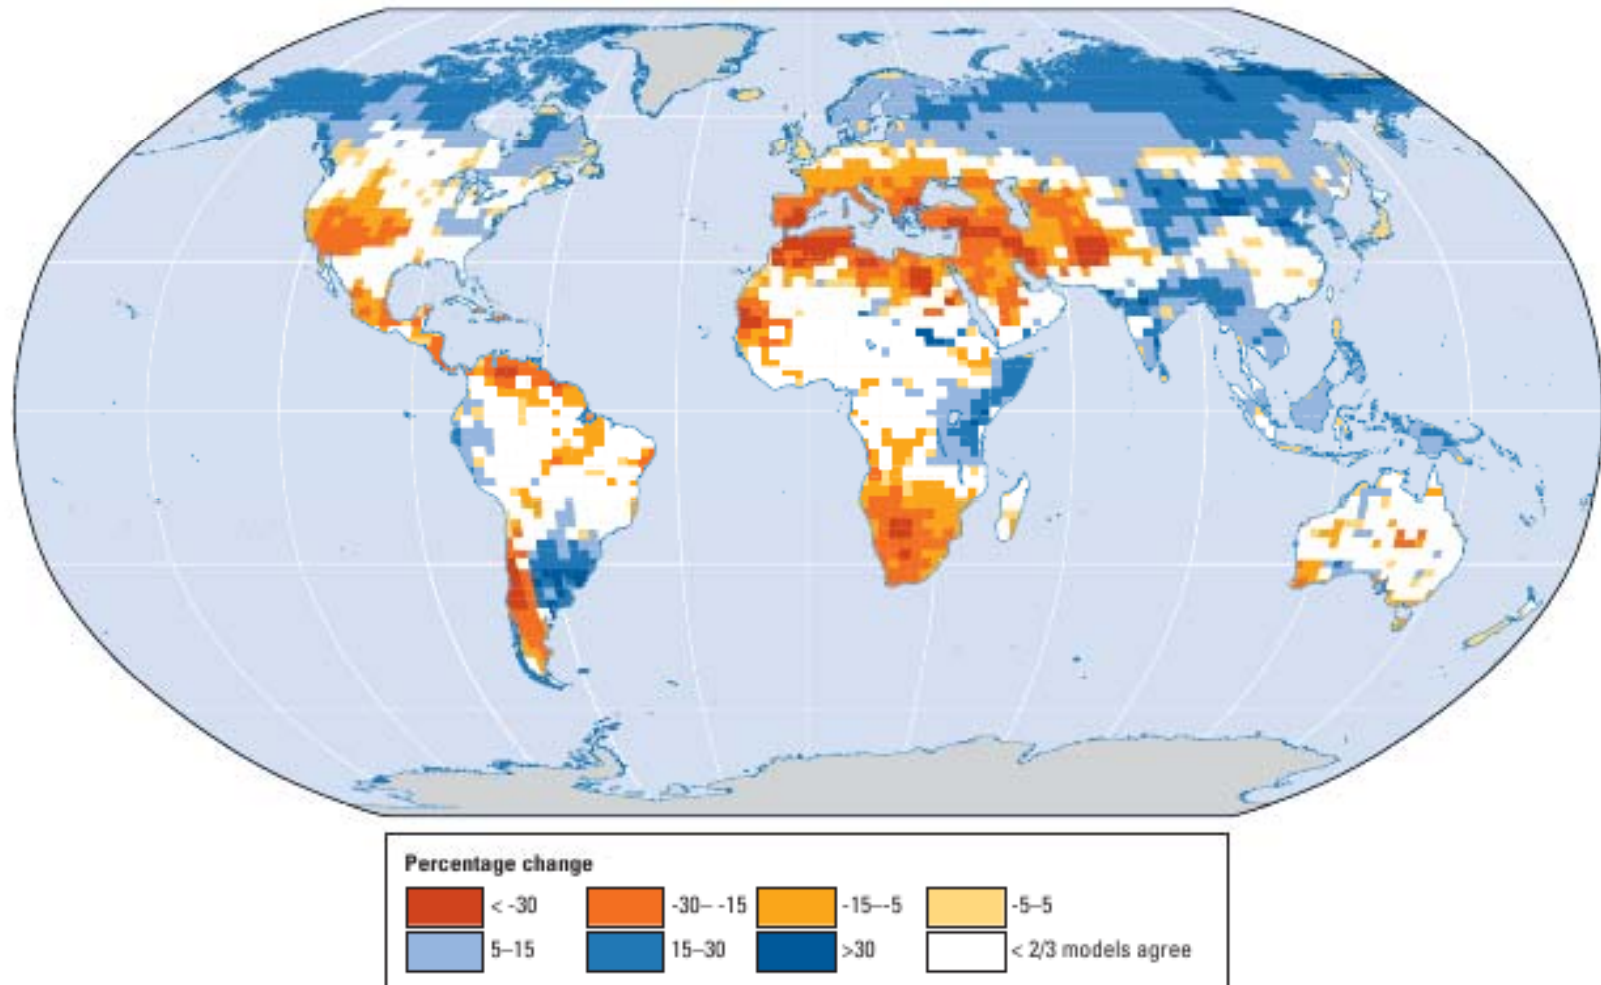 Percentage change
< -30 -30– -15 -15–-5 -5–5
5–15 15–30 >30 < 2/3 models agree